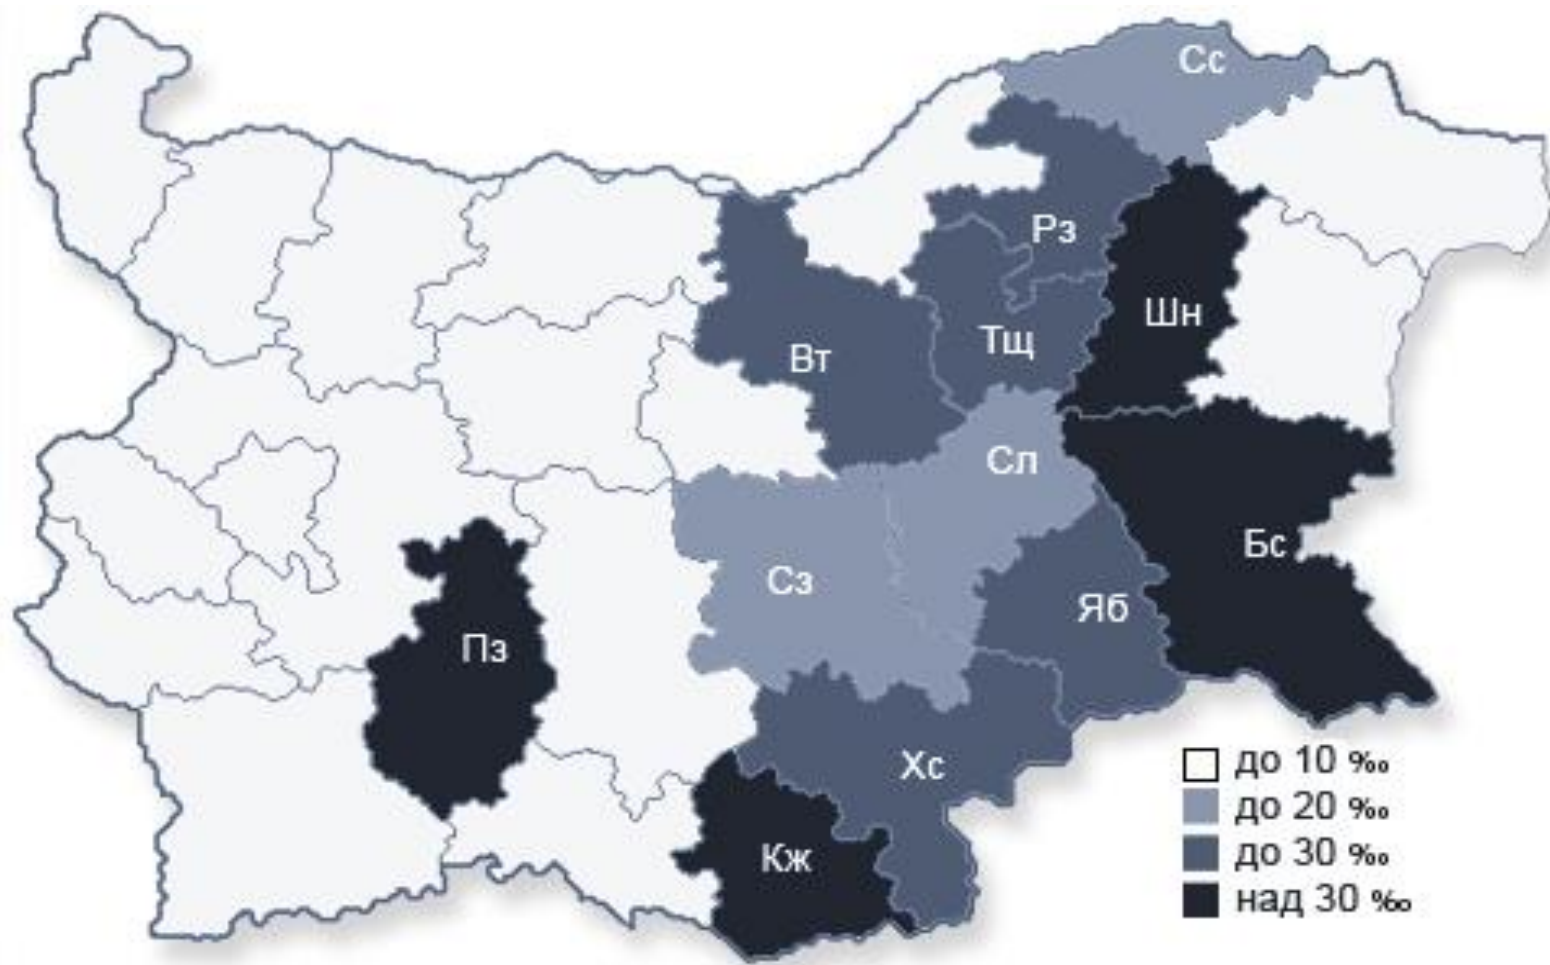 Сс
Рз
Шн
Тщ
Вт
Сл
Бс
Сз
Яб
Пз
Хс
Кж
до 10 ‰
до 20 ‰
до 30 ‰
над 30 ‰